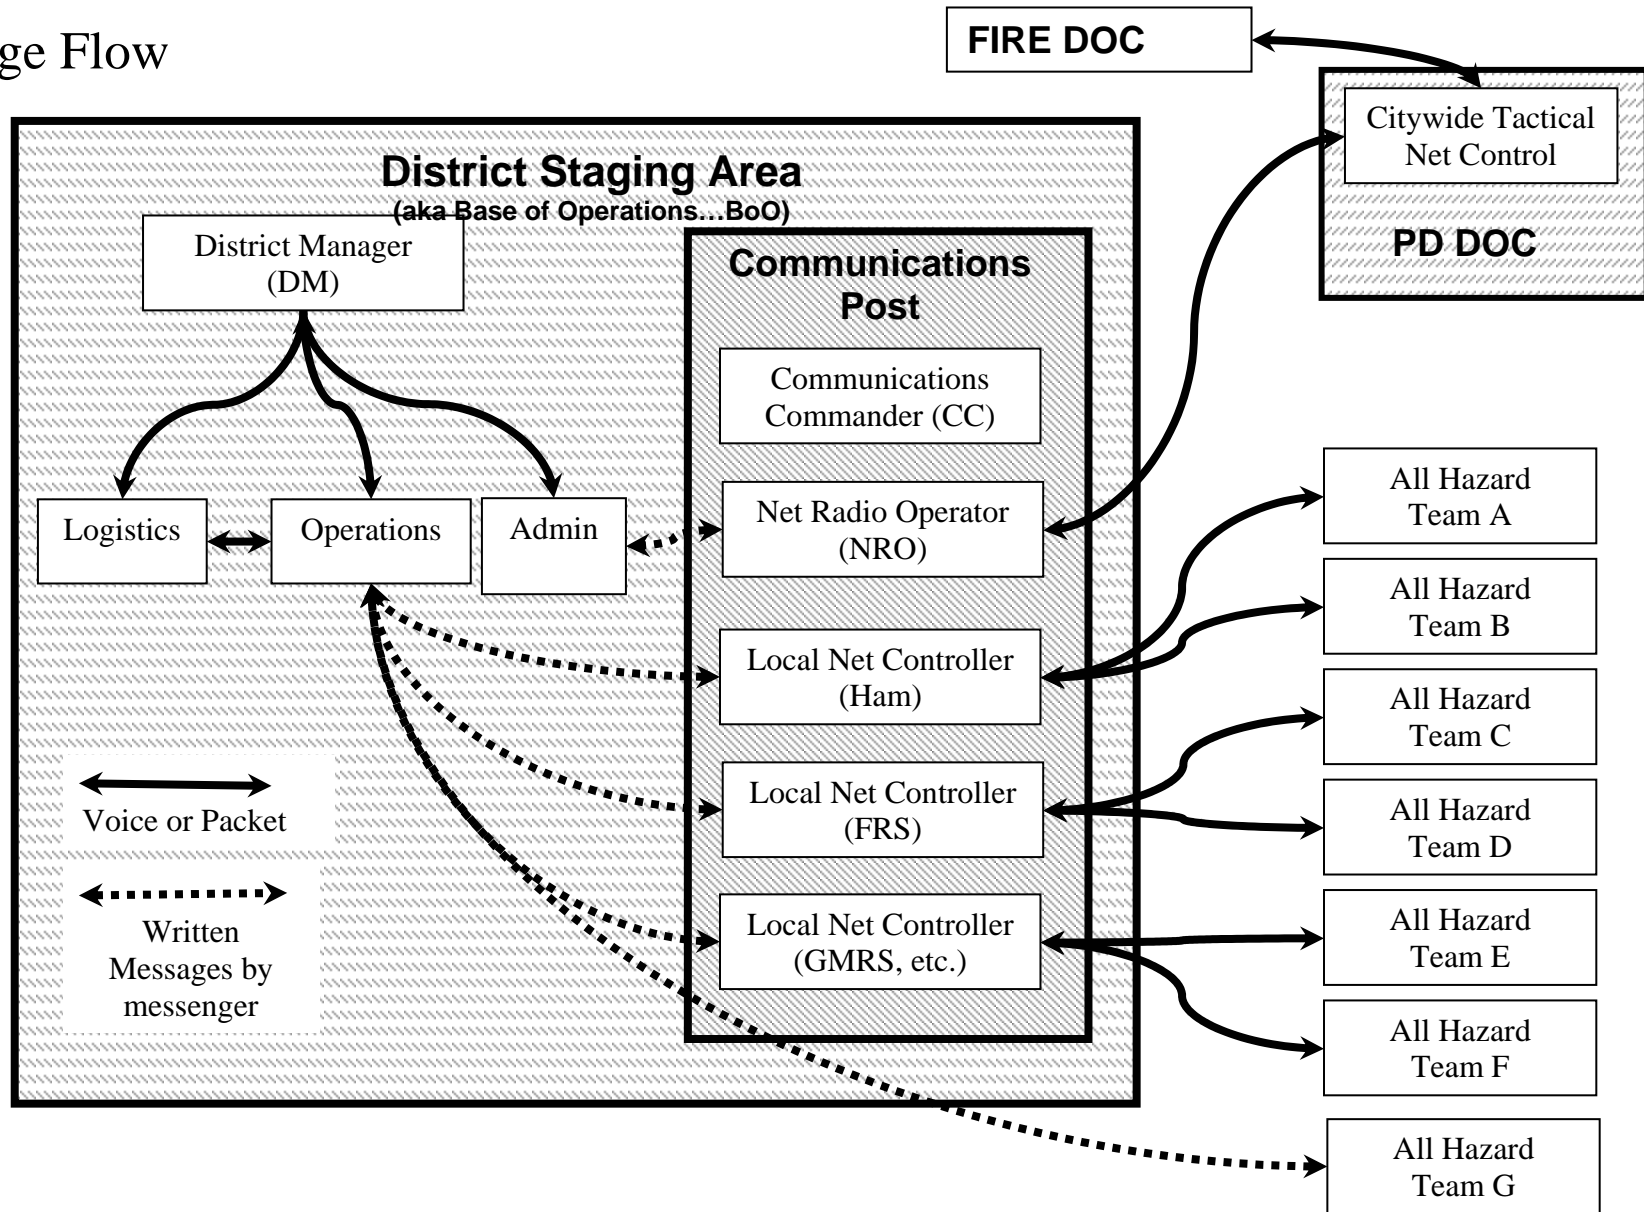 ge Flow
FIRE DOC
Citywide Tactical
Net Control
PD DOC
District Staging Area
(aka Base of Operations…BoO)
District Manager
(DM)
Communications
Post
Communications
Commander (CC)
Logistics
Operations
Admin
Net Radio Operator
(NRO)
Local Net Controller
(Ham)
Local Net Controller
(FRS)
Local Net Controller
(GMRS, etc.)
All Hazard
Team A
All Hazard
Team B
All Hazard
Team C
All Hazard
Team D
All Hazard
Team E
All Hazard
Team F
All Hazard
Team G
Voice or Packet
Written
Messages by
messenger